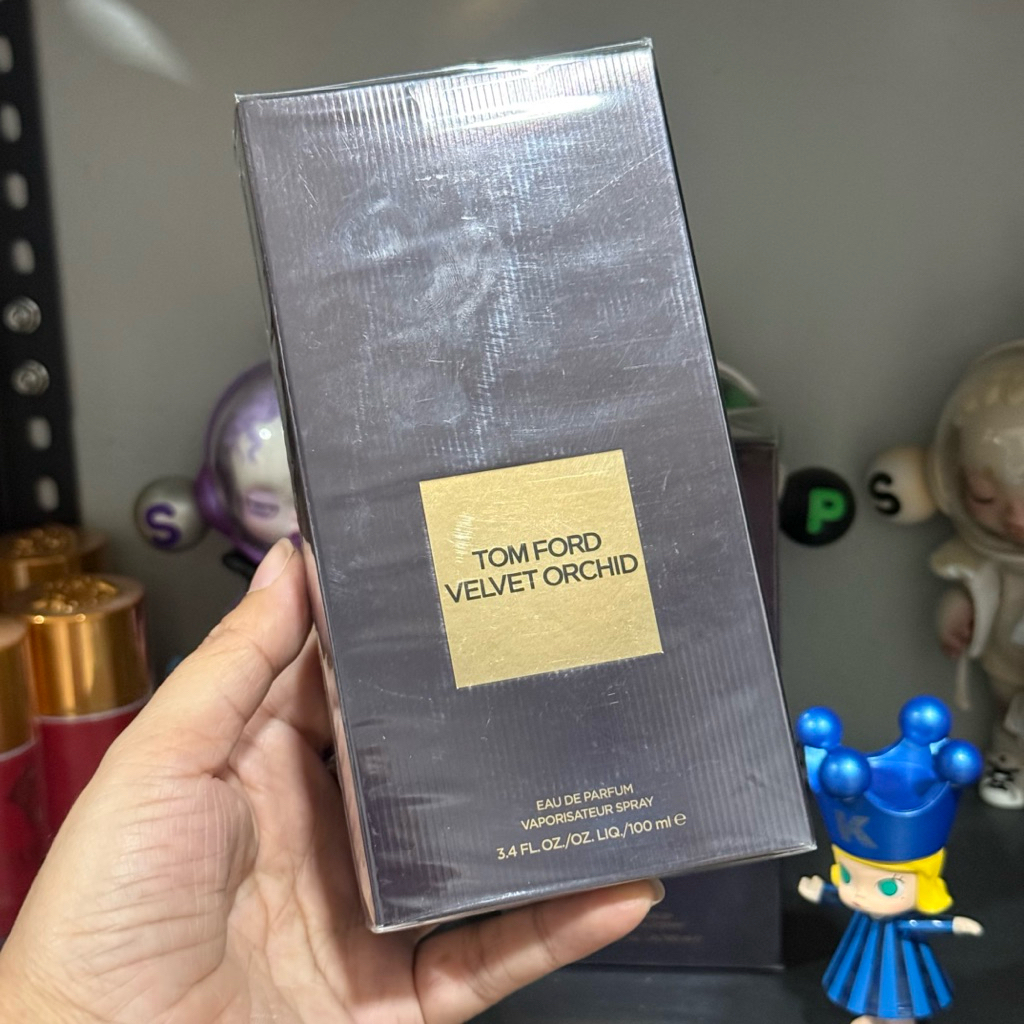 TOM FORD
VELVET ORCHID
EAU DE PARFUM
VAPORISATEUR SPRAY
3.4 FL. OZ./OZ. LIQ./100 ml ℮
S
P
S
K